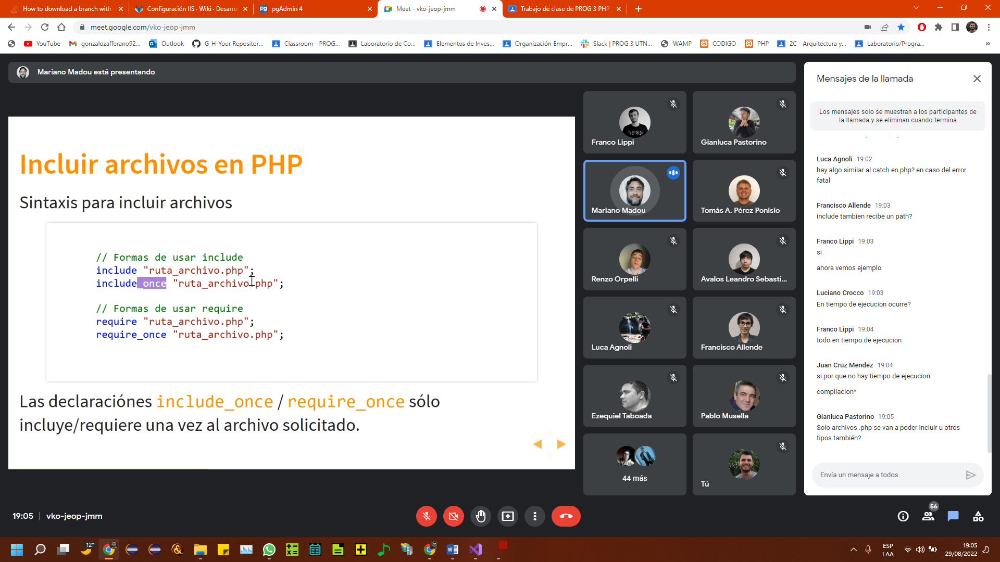 How to download a branch with
Configuración IIS · Wiki · Desarro
pgAdmin 4
Meet - vko-jeop-jmm
Trabajo de clase de PROG 3 PHP
meet.google.com/vko-jeop-jmm
YouTube
gonzalozafferano92...
Outlook
G-H-Your Repositor...
Classroom - PROG...
Laboratorio de Co...
Elementos de Inves...
Organización Empr...
Slack | PROG 3 UTN...
WAMP
CODIGO
PHP
2C - Arquitectura y...
Laboratorio/Progra...
Mariano Madou está presentando
Incluir archivos en PHP
Sintaxis para incluir archivos
// Formas de usar include
include "ruta_archivo.php";
include_once "ruta_archivo.php";
// Formas de usar require
require "ruta_archivo.php";
require_once "ruta_archivo.php";
Las declaraciónes include_once / require_once sólo
incluye/requiere una vez al archivo solicitado.
Franco Lippi
Gianluca Pastorino
Mariano Madou
Tomás A. Pérez Ponisio
Renzo Orpelli
Avalos Leandro Sebasti...
Luca Agnoli
Francisco Allende
Ezequiel Taboada
Pablo Musella
44 más
Tú
Mensajes de la llamada
Los mensajes solo se muestran a los participantes de
la llamada y se eliminan cuando termina
Luca Agnoli 19:02
hay algo similar al catch en php? en caso del error
fatal
Francisco Allende 19:03
include tambien recibe un path?
Franco Lippi 19:03
si
ahora vemos ejemplo
Luciano Crocco 19:03
En tiempo de ejecucion ocurre?
Franco Lippi 19:04
todo en tiempo de ejecucion
Juan Cruz Mendez 19:04
si por que no hay tiempo de ejecucion
compilacion*
Gianluca Pastorino 19:05
Solo archivos .php se van a poder incluir u otros
tipos también?
Envía un mensaje a todos
19:05 | vko-jeop-jmm
56
12°
ESP
LAA
19:05
29/08/2022